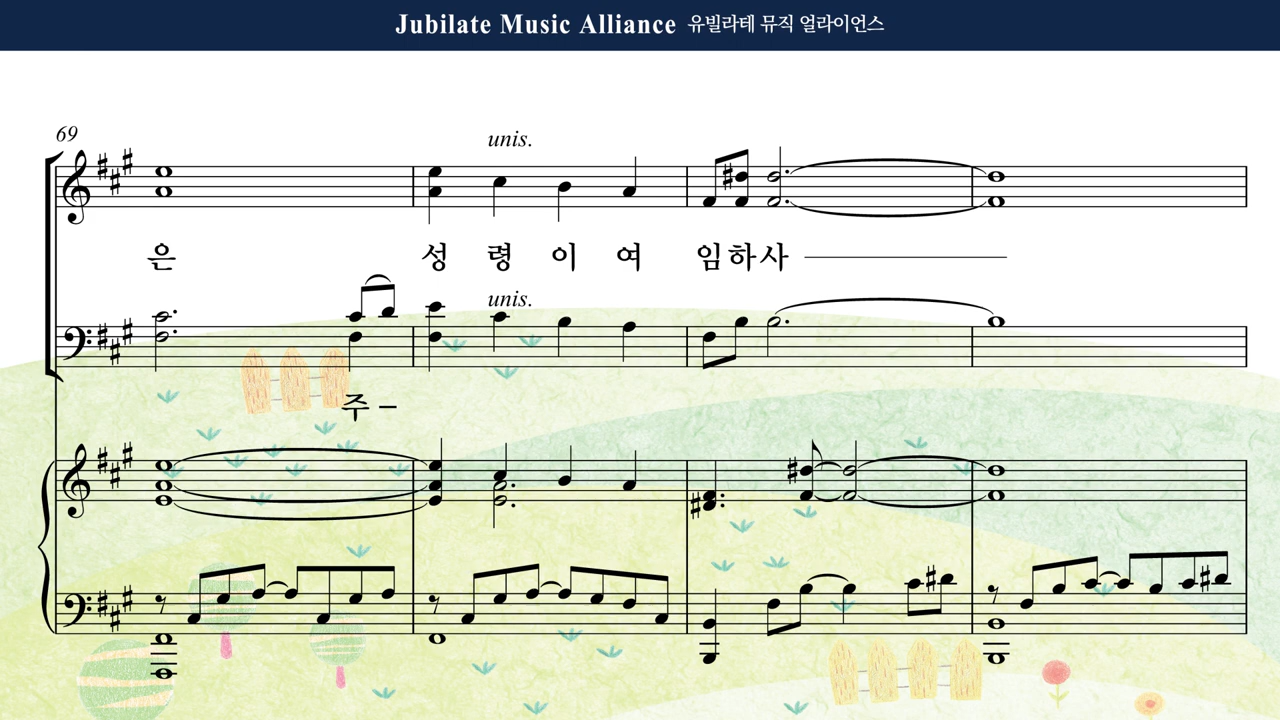 Jubilate Music Alliance 유빌라테 뮤직 얼라이언스
69
unis.
은 성 령 이 여 임 하 사
unis.
주 –